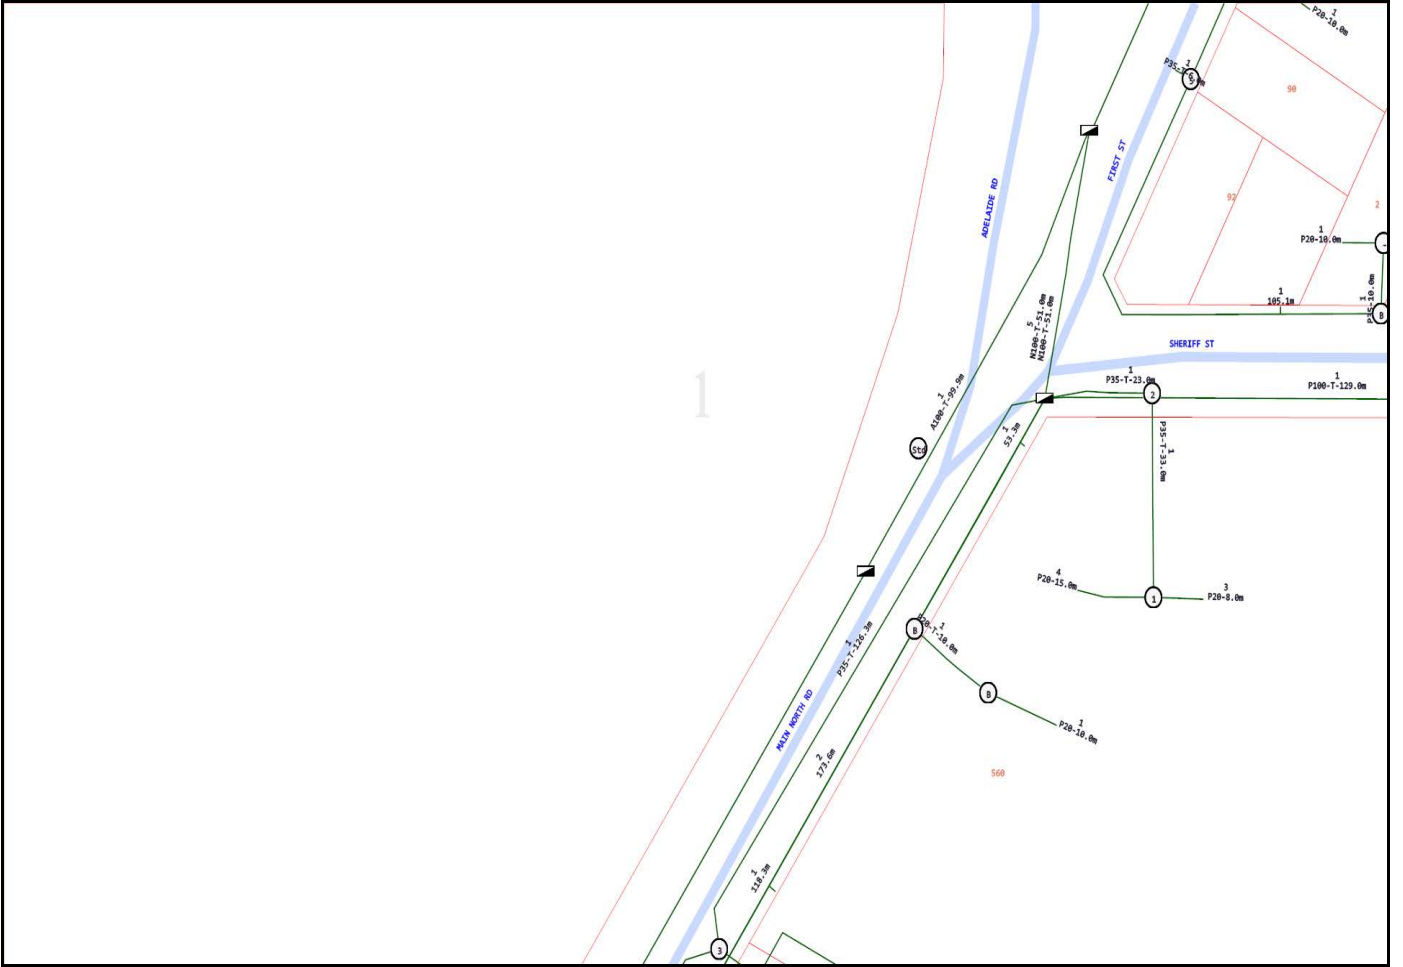 1
P20-10.0m
1
5
90
ADELAIDE RD
FIRST ST
92
2
1
P20-10.0m
-
1
P35-10.0m
1
105.1m
B
5
N100-T-51.0m
N100-T-51.0m
SHERIFF ST
1
P35-T-23.0m
2
1
P100-T-129.0m
1
1
A100-T-99.9m
1
53.3m
Std
1
P35-T-33.0m
4
P20-15.0m
1
3
P20-8.0m
B
1
P20-T-10.0m
1
P35-T-126.3m
B
1
P20-10.0m
MAIN NORTH RD
2
173.6m
560
1
118.3m
3